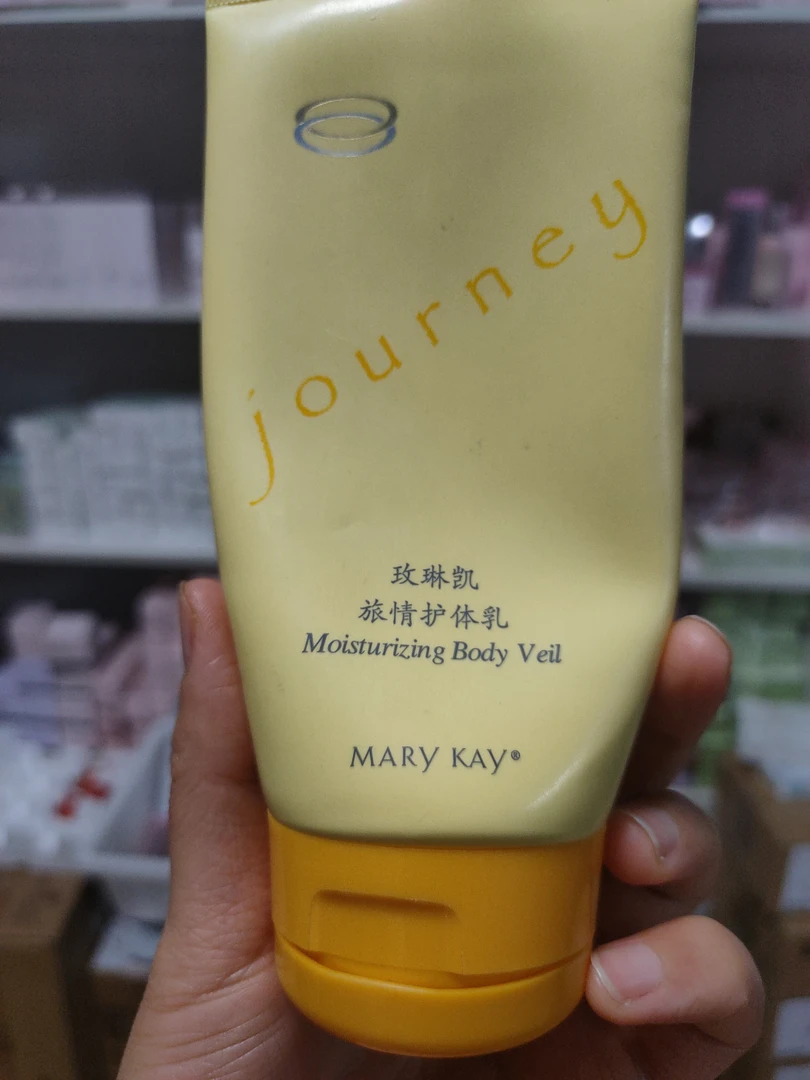 journey
玫琳凯
旅情护体乳
Moisturizing Body Veil
MARY KAY®